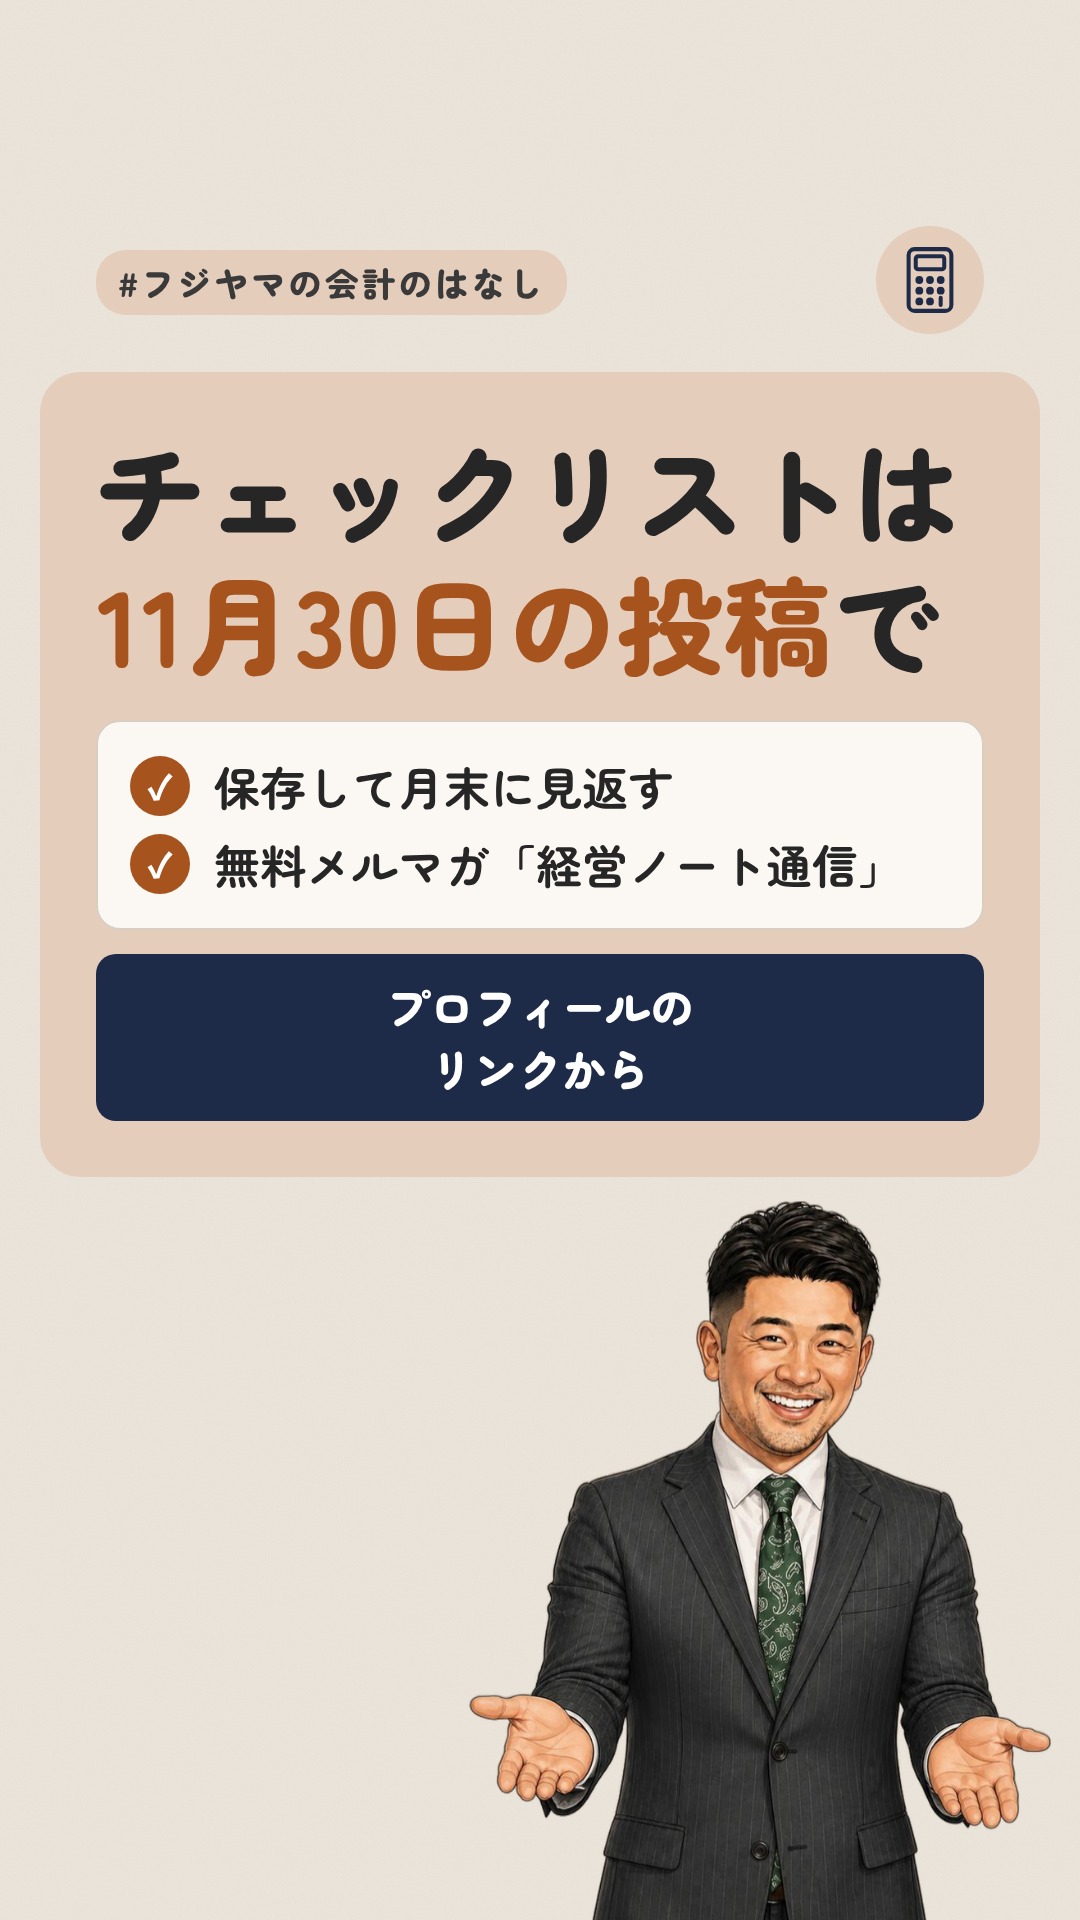 #フジヤマの会計のはなし
チェックリストは
11月30日の投稿で
保存して月末に見返す
無料メルマガ「経営ノート通信」
プロフィールの
リンクから